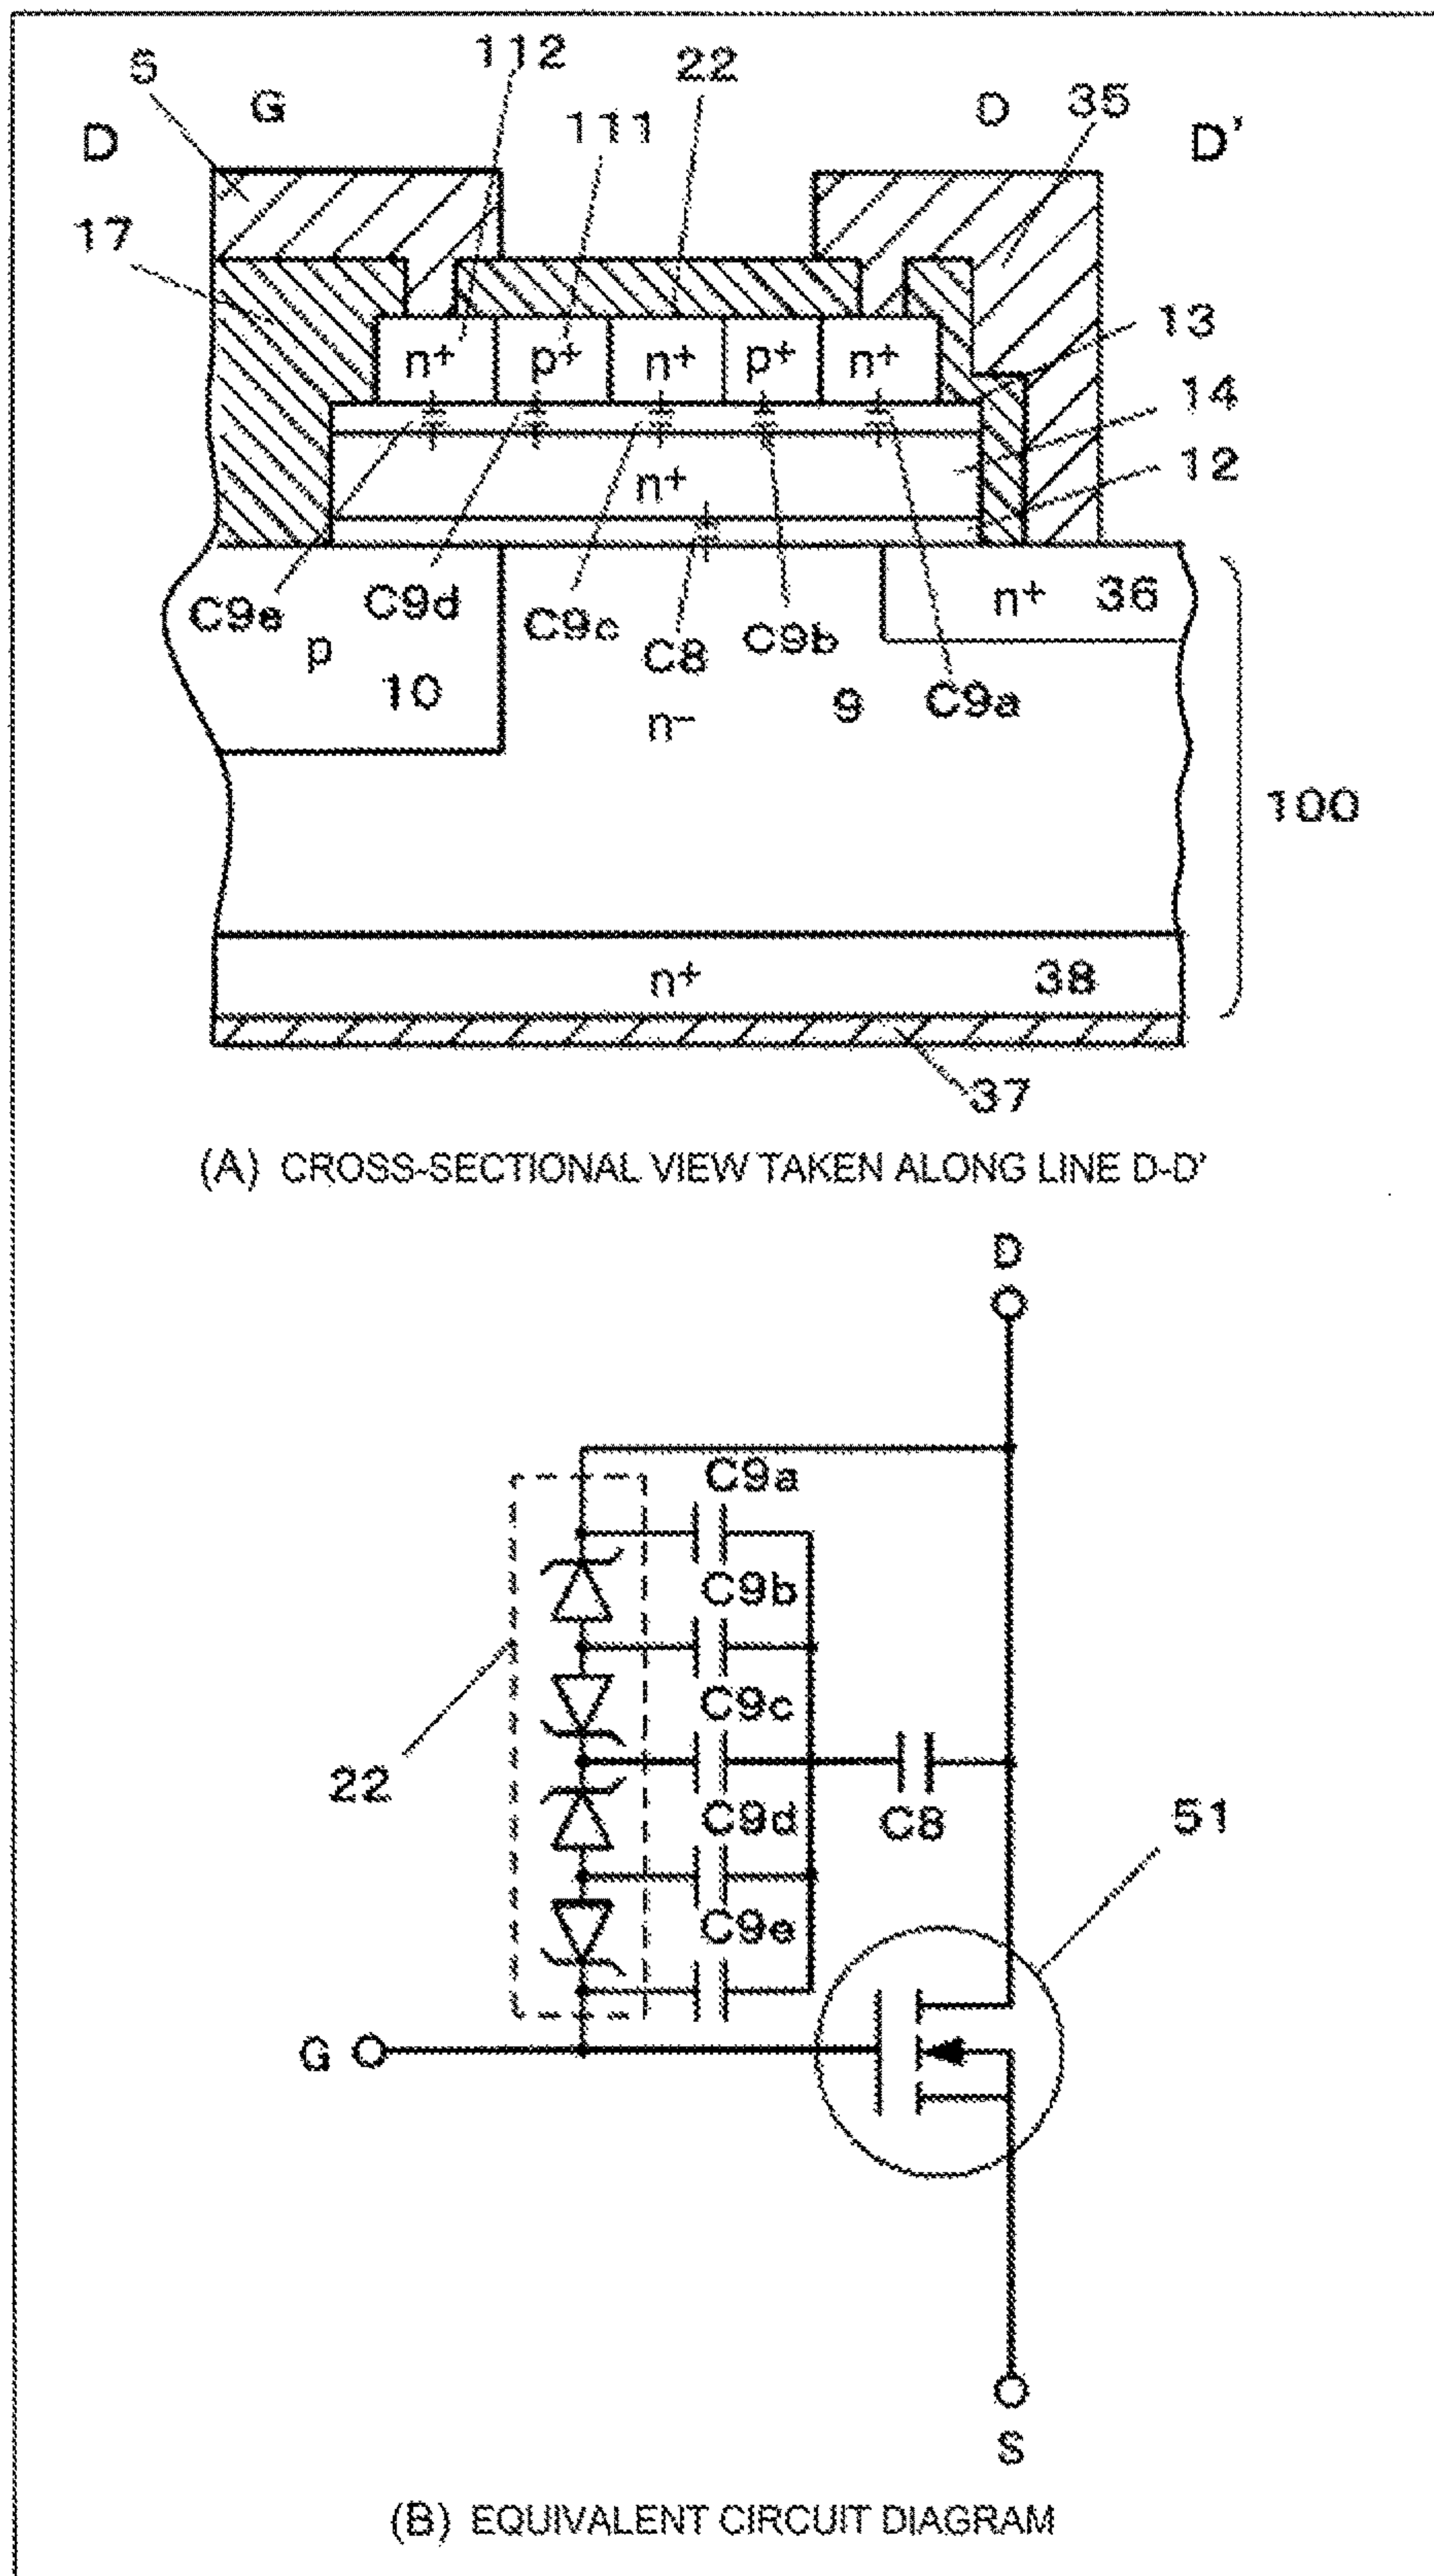 5
G
112
22
O
35
D
111
D'
17
n+
p+
n+
p+
n+
13
14
12
n+
C9e
C9d
C9c
C8
C9b
C9a
n+
36
p
10
n-
9
100
n+
38
37
(A) CROSS-SECTIONAL VIEW TAKEN ALONG LINE D-D'
D
C9a
C9b
C9c
C9d
C9e
C8
22
51
G
S
(B) EQUIVALENT CIRCUIT DIAGRAM